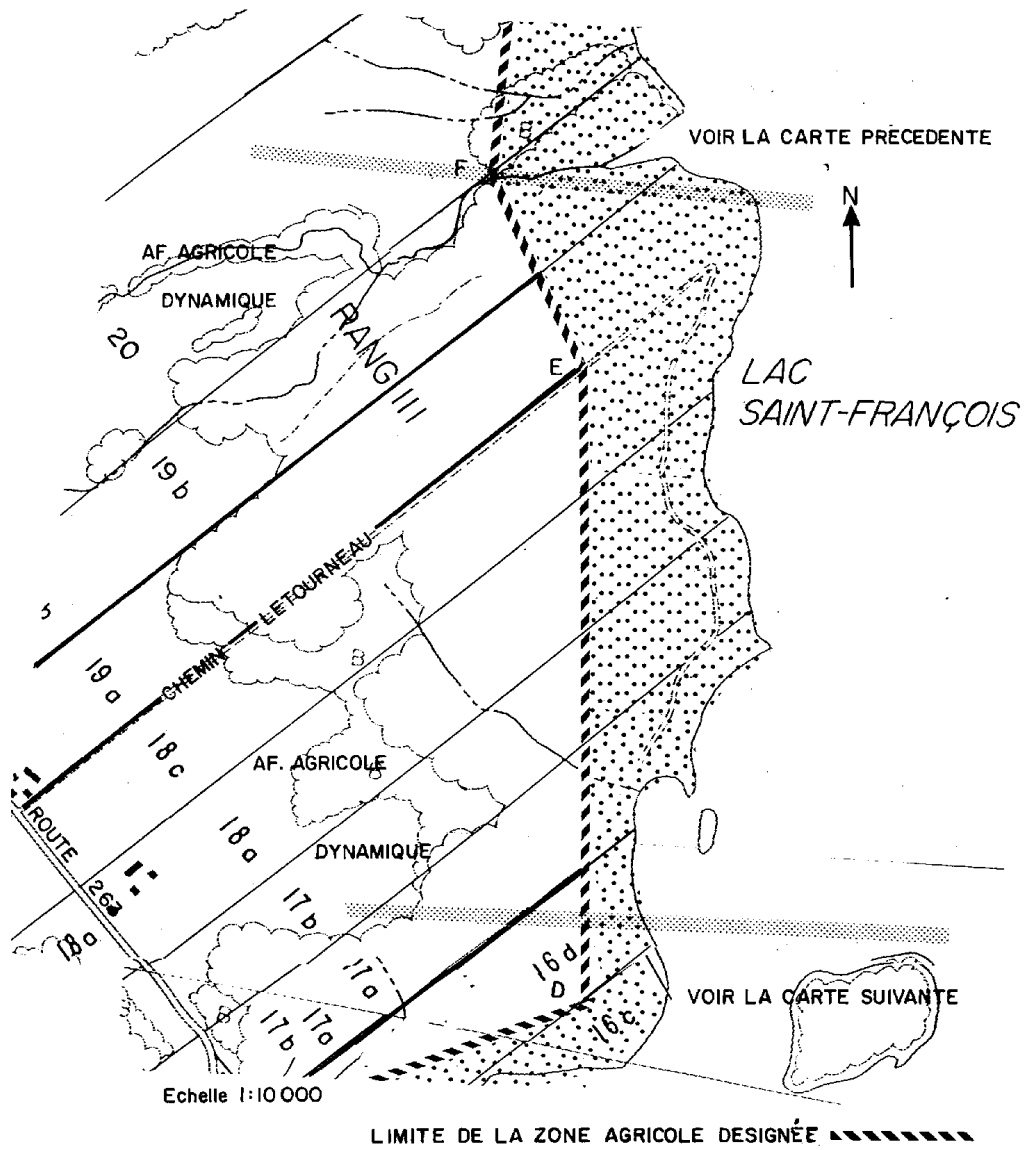 B
VOIR LA CARTE PRÉCEDENTE
F
N
AF. AGRICOLE
DYNAMIQUE
20
RANG III
E
LAC
SAINT-FRANÇOIS
19 b
CHEMIN LETOURNEAU
B
19 a
18 c
AF. AGRICOLE
18 a
DYNAMIQUE
ROUTE 263
17 b
18 a
17 a
16 d
D
VOIR LA CARTE SUIVANTE
16 c
B
17 a
17 b
Echelle 1:10 000
LIMITE DE LA ZONE AGRICOLE DESIGNÉE